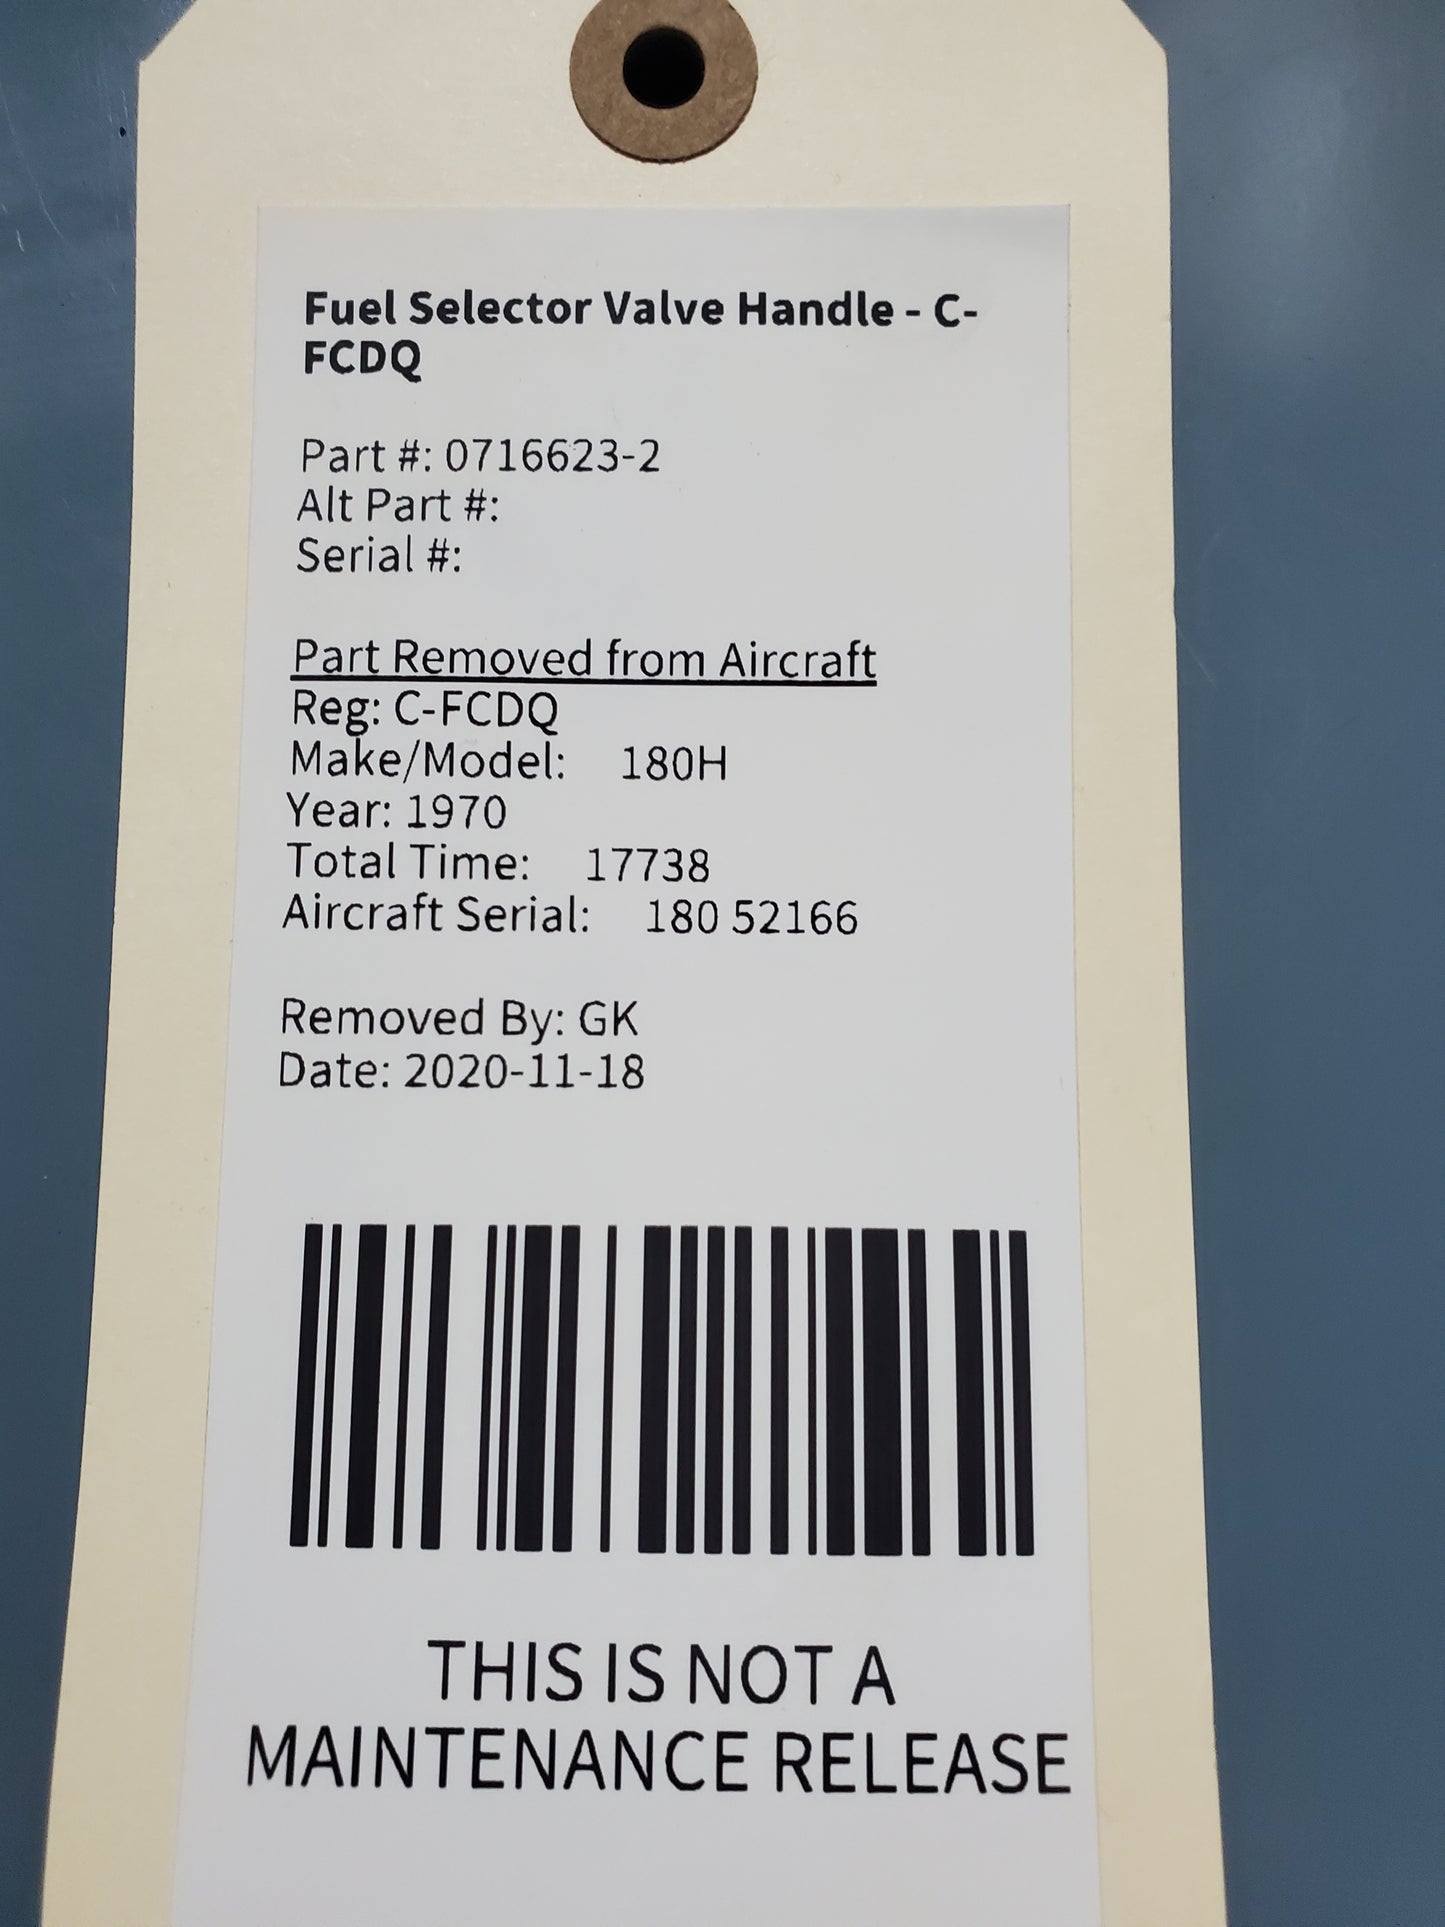 Fuel Selector Valve Handle - C-
FCDQ
Part #: 0716623-2
Alt Part #:
Serial #:
Part Removed from Aircraft
Reg: C-FCDQ
Make/Model: 180H
Year: 1970
Total Time: 17738
Aircraft Serial: 180 52166
Removed By: GK
Date: 2020-11-18
THIS IS NOT A
MAINTENANCE RELEASE